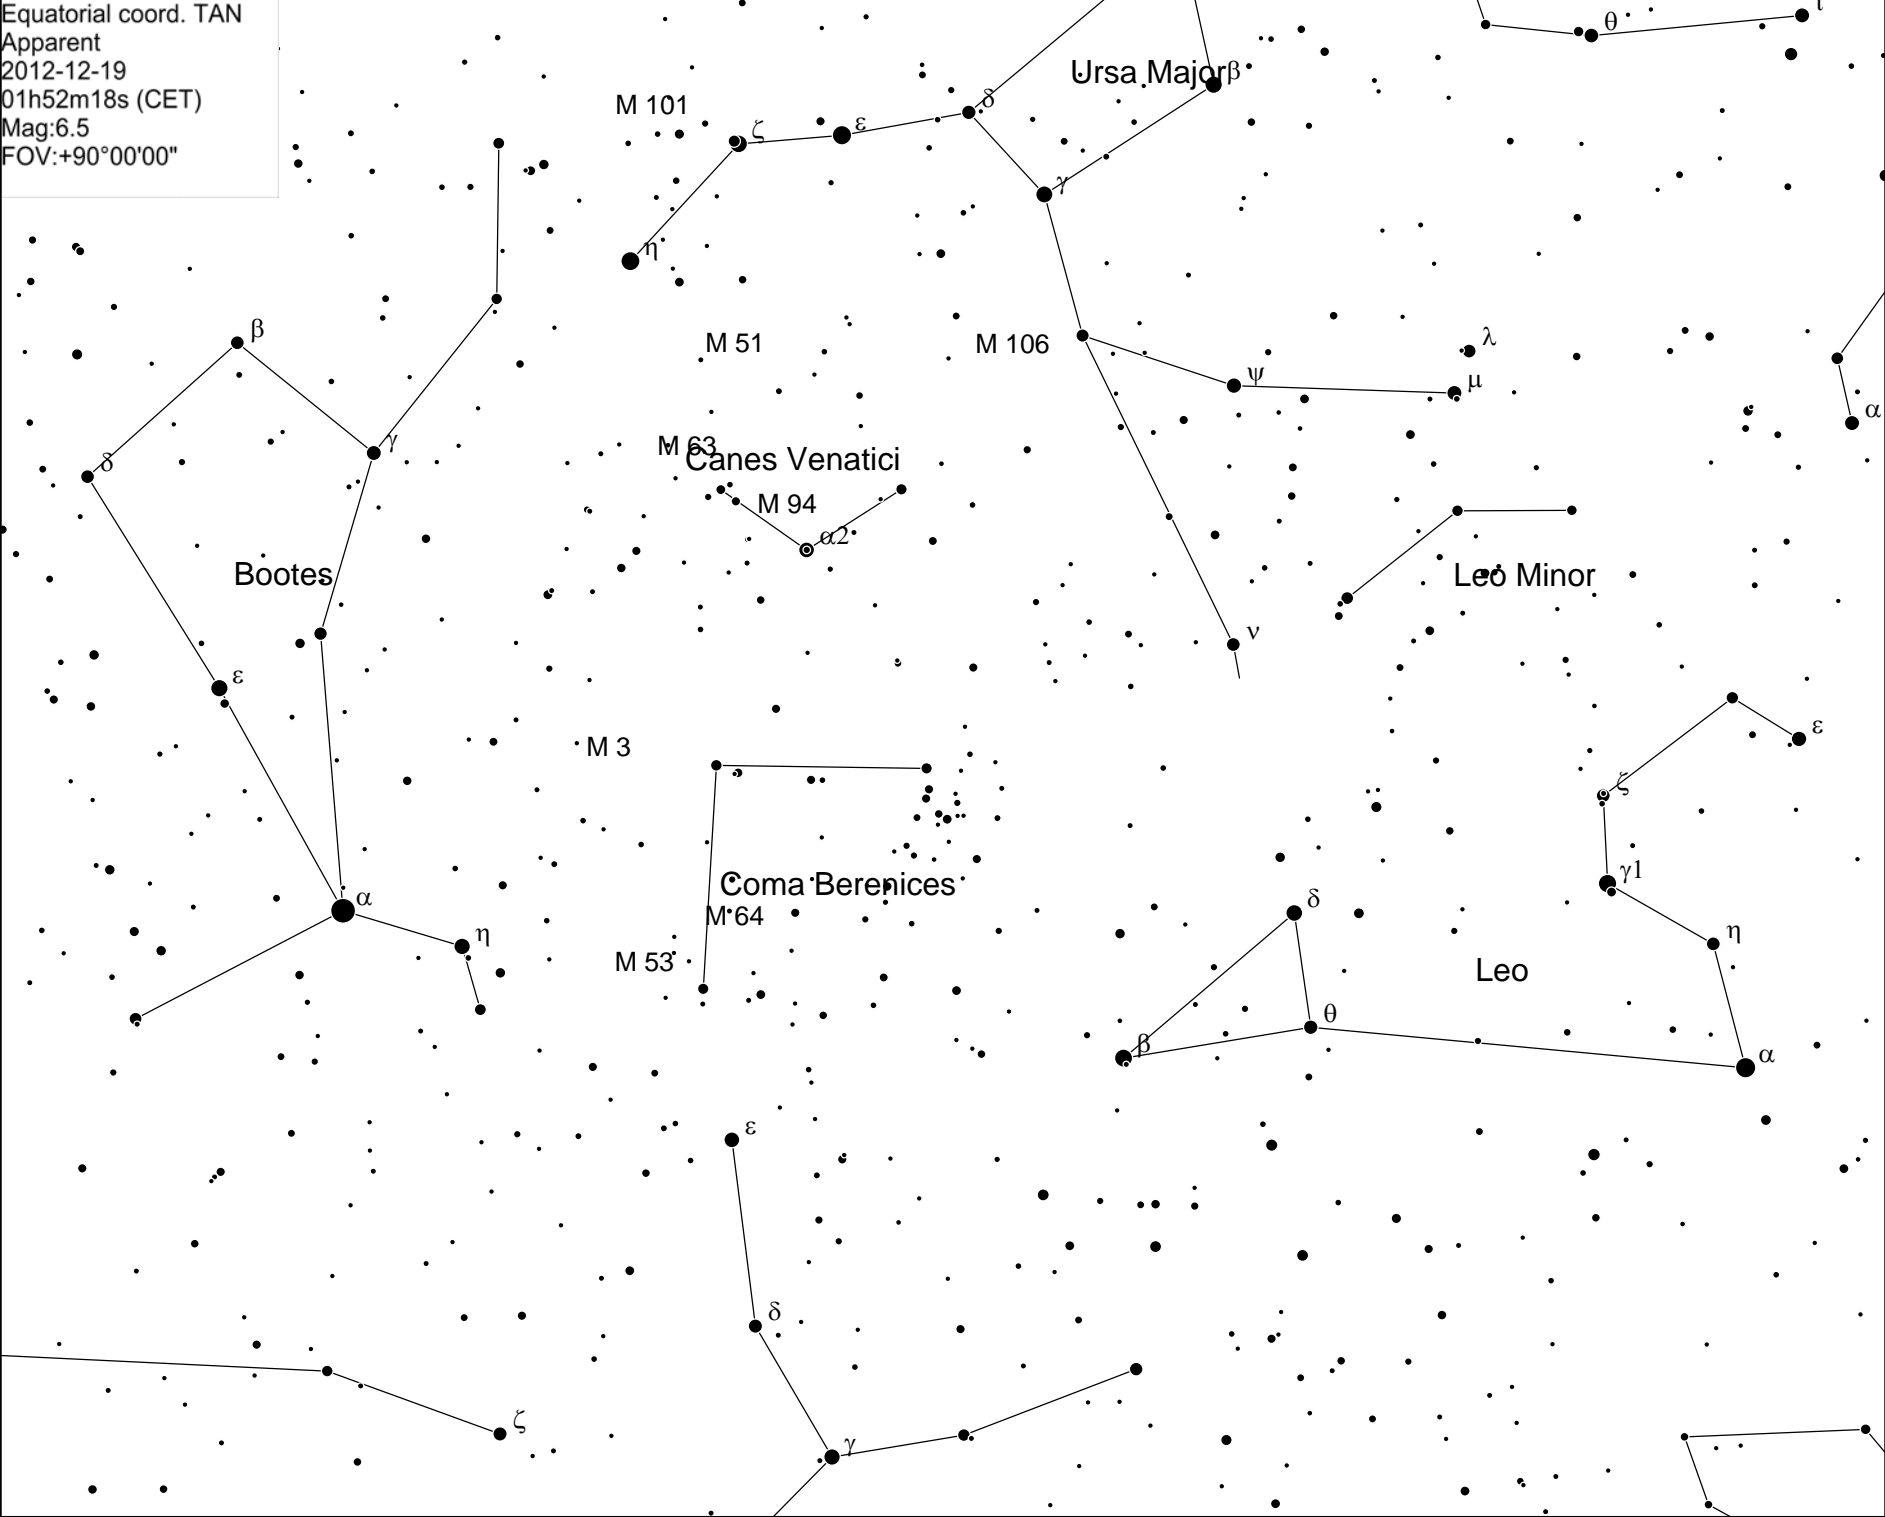 Equatorial coord. TAN
Apparent
2012-12-19
01h52m18s (CET)
Mag:6.5
FOV:+90°00'00"
θ
ι
Ursa Major
β
M 101
δ
ζ
ε
γ
η
β
M 51
M 106
λ
ψ
μ
α
γ
M 63
Canes Venatici
δ
M 94
α2
Bootes
Leo Minor
ν
ε
M 3
ε
ζ
Coma Berenices
γ1
α
M 64
δ
η
η
M 53
Leo
θ
β
α
ε
δ
ζ
γ